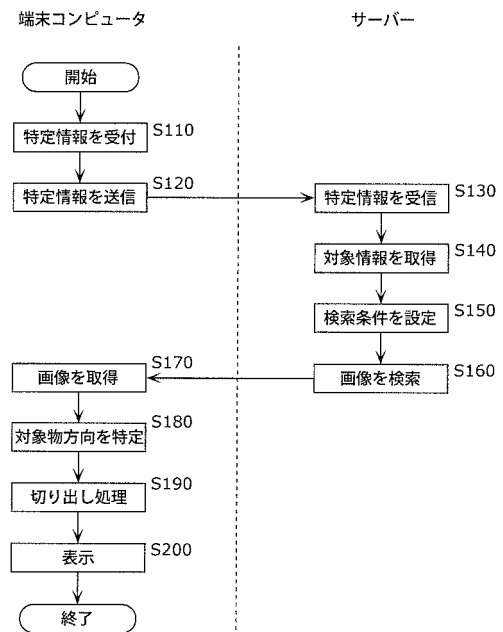 端末コンピュータ
サーバー
開始
特定情報を受付
S110
特定情報を送信
S120
特定情報を受信
S130
対象情報を取得
S140
検索条件を設定
S150
画像を検索
S160
画像を取得
S170
対象物方向を特定
S180
切り出し処理
S190
表示
S200
終了